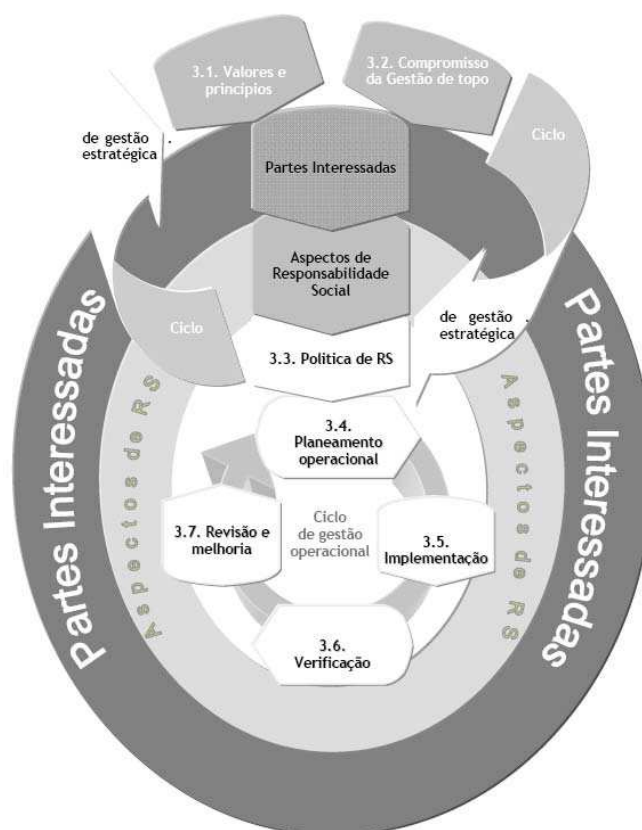 3.1. Valores e
princípios
3.2. Compromisso
da Gestão de topo
de gestão .
estratégica
Ciclo
Partes Interessadas
Aspectos de
Responsabilidade
Social
Ciclo
de gestão .
estratégica
3.3. Politica de RS
Partes Interessadas
Aspectos de RS
Aspectos de RS
Partes Interessadas
3.4.
Planeamento
operacional
3.7. Revisão e
melhoria
Ciclo
de gestão
operacional
3.5.
Implementação
3.6.
Verificação